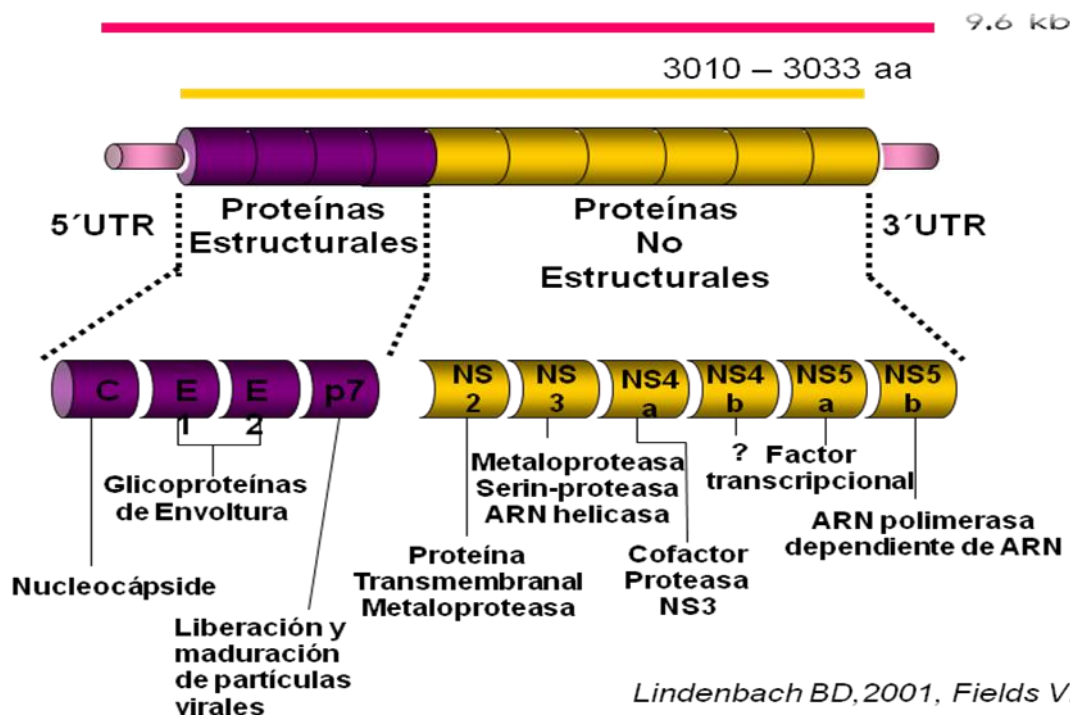 9.6 kb
3010 – 3033 aa
5´UTR
Proteínas
Estructurales
Proteínas
No
Estructurales
3´UTR
C
E
1
E
2
p7
NS
2
NS
3
NS4
a
NS4
b
NS5
a
NS5
b
Glicoproteínas
de Envoltura
Nucleocápside
Liberación y
maduración
de partículas
virales
Proteína
Transmembranal
Metaloproteasa
Metaloproteasa
Serin-proteasa
ARN helicasa
Cofactor
Proteasa
NS3
?
Factor
transcripcional
ARN polimerasa
dependiente de ARN
Lindenbach BD,2001, Fields V